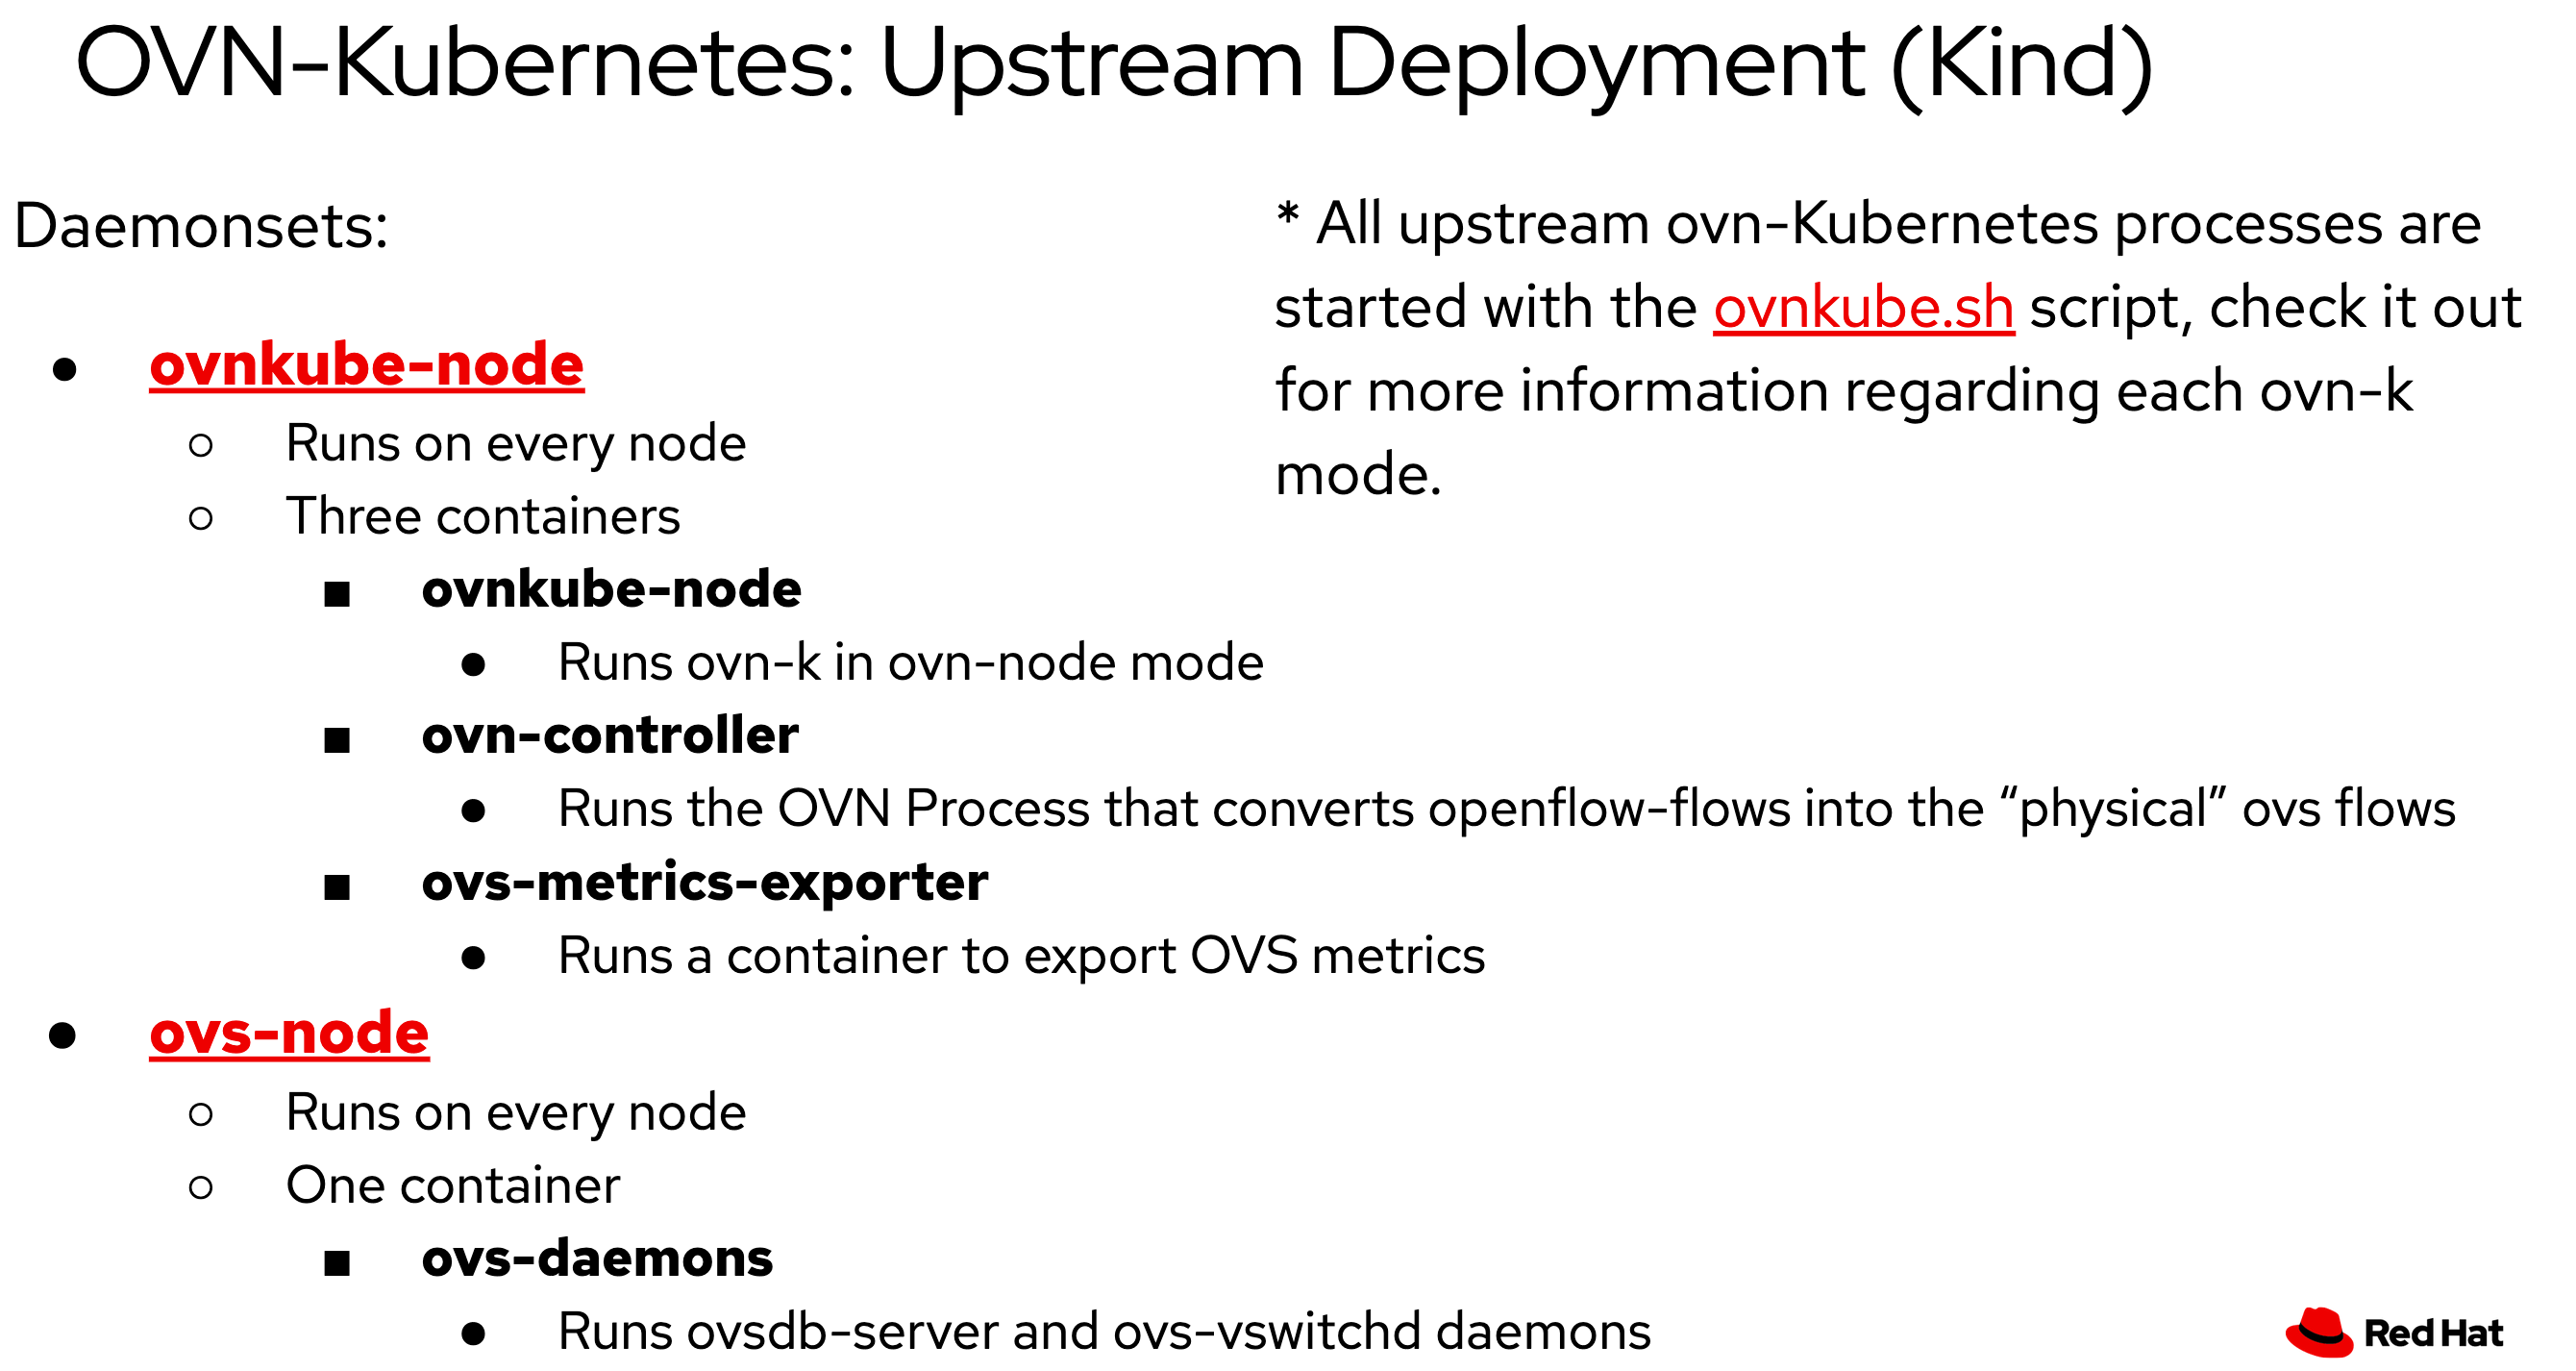 OVN-Kubernetes: Upstream Deployment (Kind)
Daemonsets:
● ovnkube-node
○ Runs on every node
○ Three containers
■ ovnkube-node
● Runs ovn-k in ovn-node mode
■ ovn-controller
● Runs the OVN Process that converts openflow-flows into the “physical” ovs flows
■ ovs-metrics-exporter
● Runs a container to export OVS metrics
● ovs-node
○ Runs on every node
○ One container
■ ovs-daemons
● Runs ovsdb-server and ovs-vswitchd daemons
* All upstream ovn-Kubernetes processes are
started with the ovnkube.sh script, check it out
for more information regarding each ovn-k
mode.
Red Hat